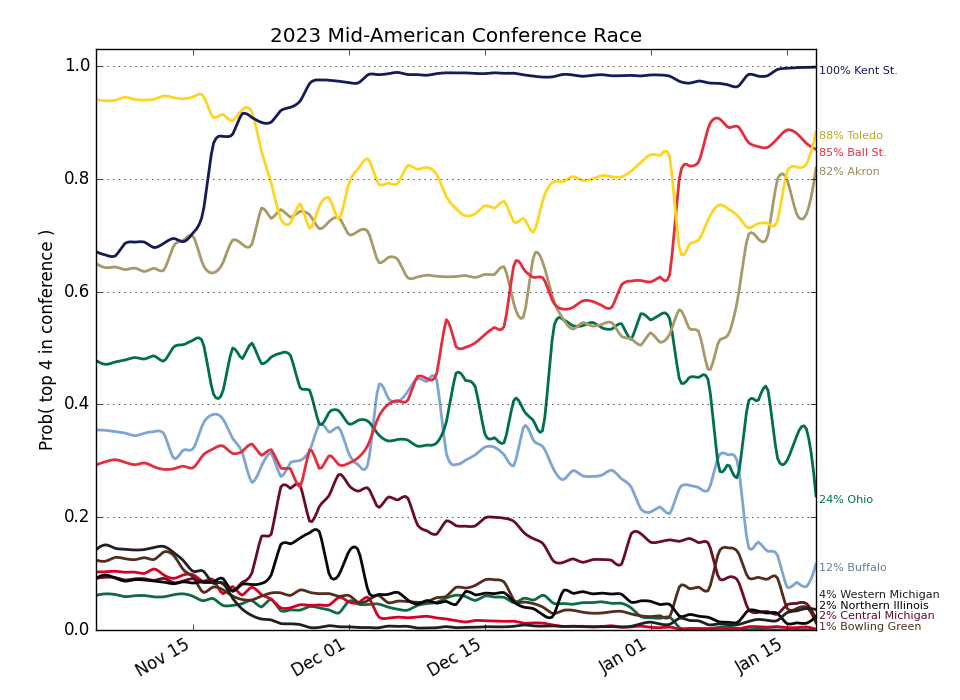 2023 Mid-American Conference Race
Prob( top 4 in conference )
1.0
0.8
0.6
0.4
0.2
0.0
Nov 15
Dec 01
Dec 15
Jan 01
Jan 15
100% Kent St.
88% Toledo
85% Ball St.
82% Akron
24% Ohio
12% Buffalo
4% Western Michigan
2% Northern Illinois
2% Central Michigan
1% Bowling Green